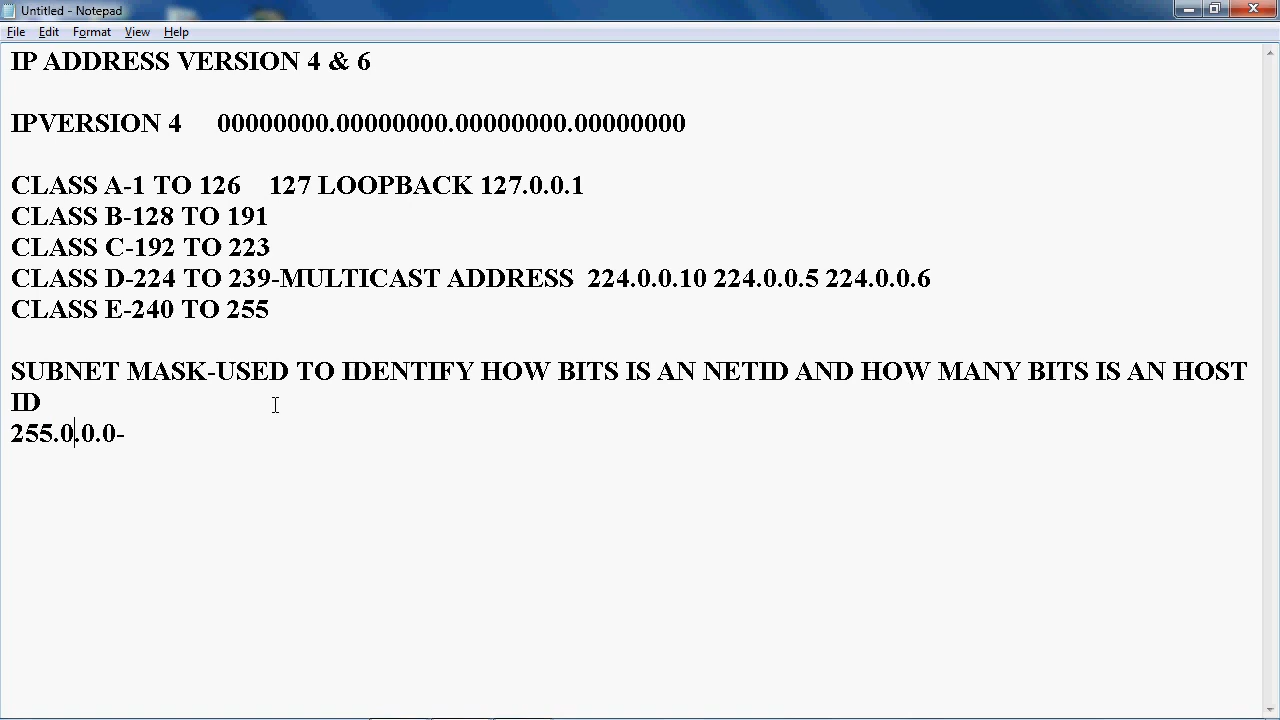 Untitled - Notepad
File Edit Format View Help
IP ADDRESS VERSION 4 & 6
IPVERSION 4 00000000.00000000.00000000.00000000
CLASS A-1 TO 126 127 LOOPBACK 127.0.0.1
CLASS B-128 TO 191
CLASS C-192 TO 223
CLASS D-224 TO 239-MULTICAST ADDRESS 224.0.0.10 224.0.0.5 224.0.0.6
CLASS E-240 TO 255
SUBNET MASK-USED TO IDENTIFY HOW BITS IS AN NETID AND HOW MANY BITS IS AN HOST
ID
255.0.0.0-